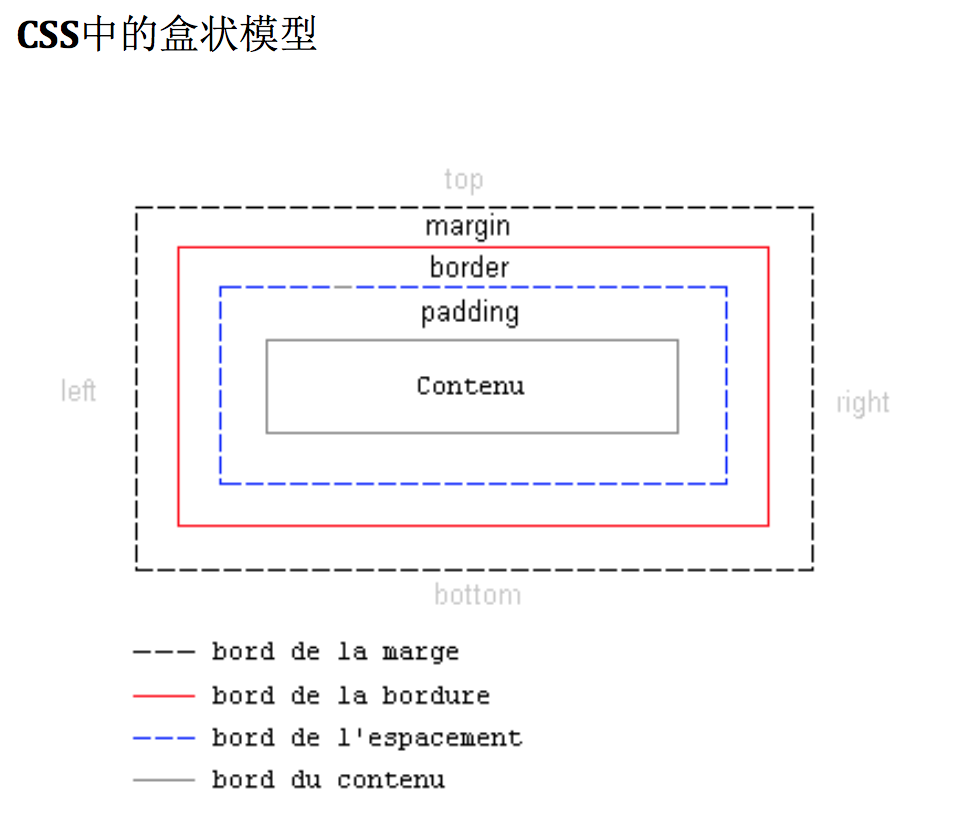 CSS中的盒状模型
top
margin
border
padding
left
Contenu
right
bottom
bord de la marge
bord de la bordure
bord de l'espacement
bord du contenu